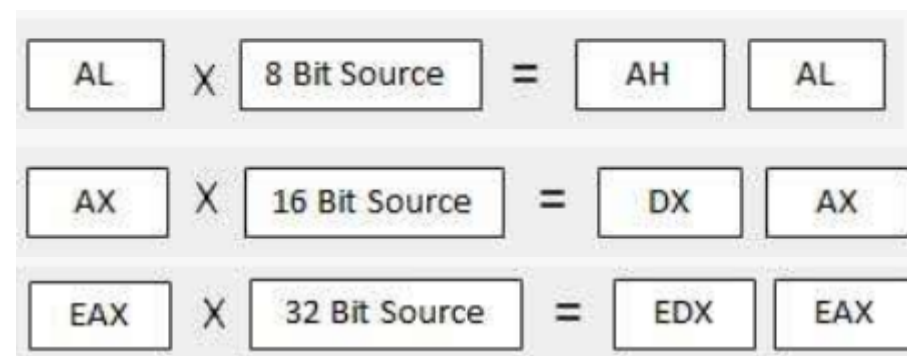 AL X 8 Bit Source = AH AL
AX X 16 Bit Source = DX AX
EAX X 32 Bit Source = EDX EAX